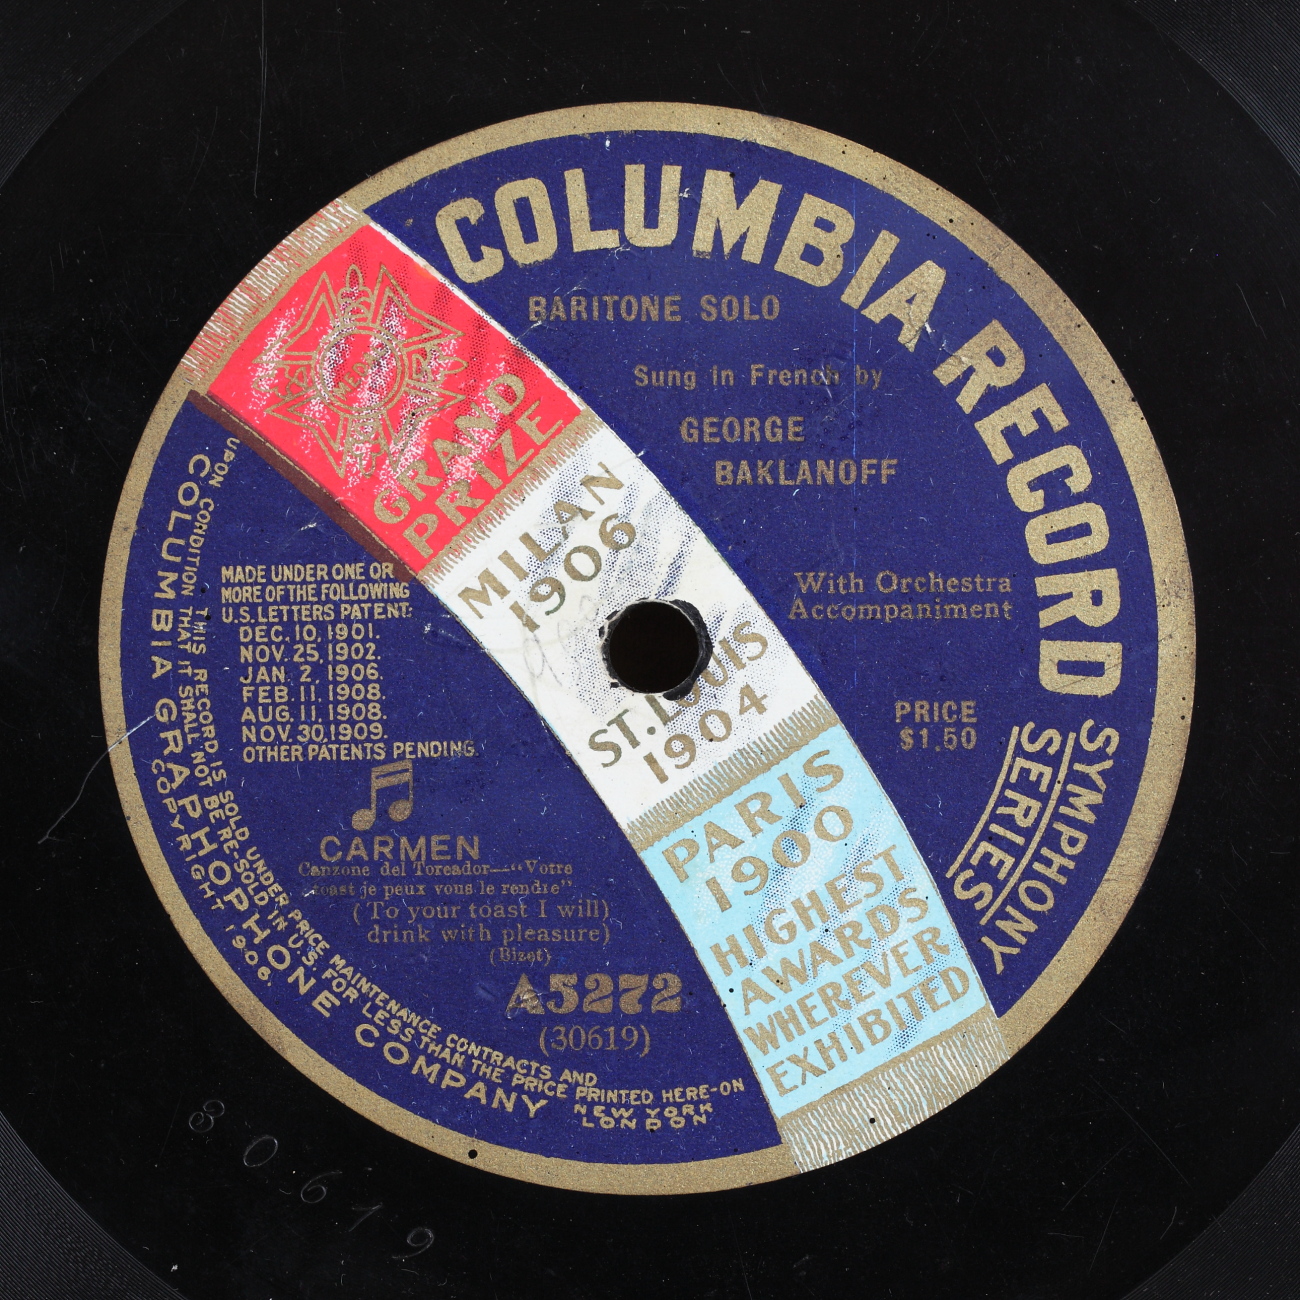 COLUMBIA RECORD
SYMPHONY
SERIES
BARITONE SOLO
Sung in French by
GEORGE
BAKLANOFF
With Orchestra
Accompaniment
PRICE
$1.50
GRAND
PRIZE
MILAN
1906
ST. LOUIS
1904
PARIS
1900
HIGHEST
AWARDS
WHEREVER
EXHIBITED
MADE UNDER ONE OR
MORE OF THE FOLLOWING
U.S. LETTERS PATENT:
DEC. 10, 1901.
NOV. 25, 1902.
JAN. 2, 1906.
FEB. 11, 1908.
AUG. 11, 1908.
NOV. 30, 1909.
OTHER PATENTS PENDING.
CARMEN
Canzone del Toreador—"Votre
toast je peux vous le rendre"
(To your toast I will)
drink with pleasure)
(Bizet)
A5272
(30619)
UPON CONDITION THAT IT SHALL NOT BE RE-SOLD IN U.S. FOR LESS THAN THE PRICE PRINTED HERE-ON
THIS RECORD IS SOLD UNDER PRICE MAINTENANCE CONTRACTS AND
COLUMBIA GRAPHOPHONE COMPANY
NEW YORK
LONDON
COPYRIGHT 1906.
30619